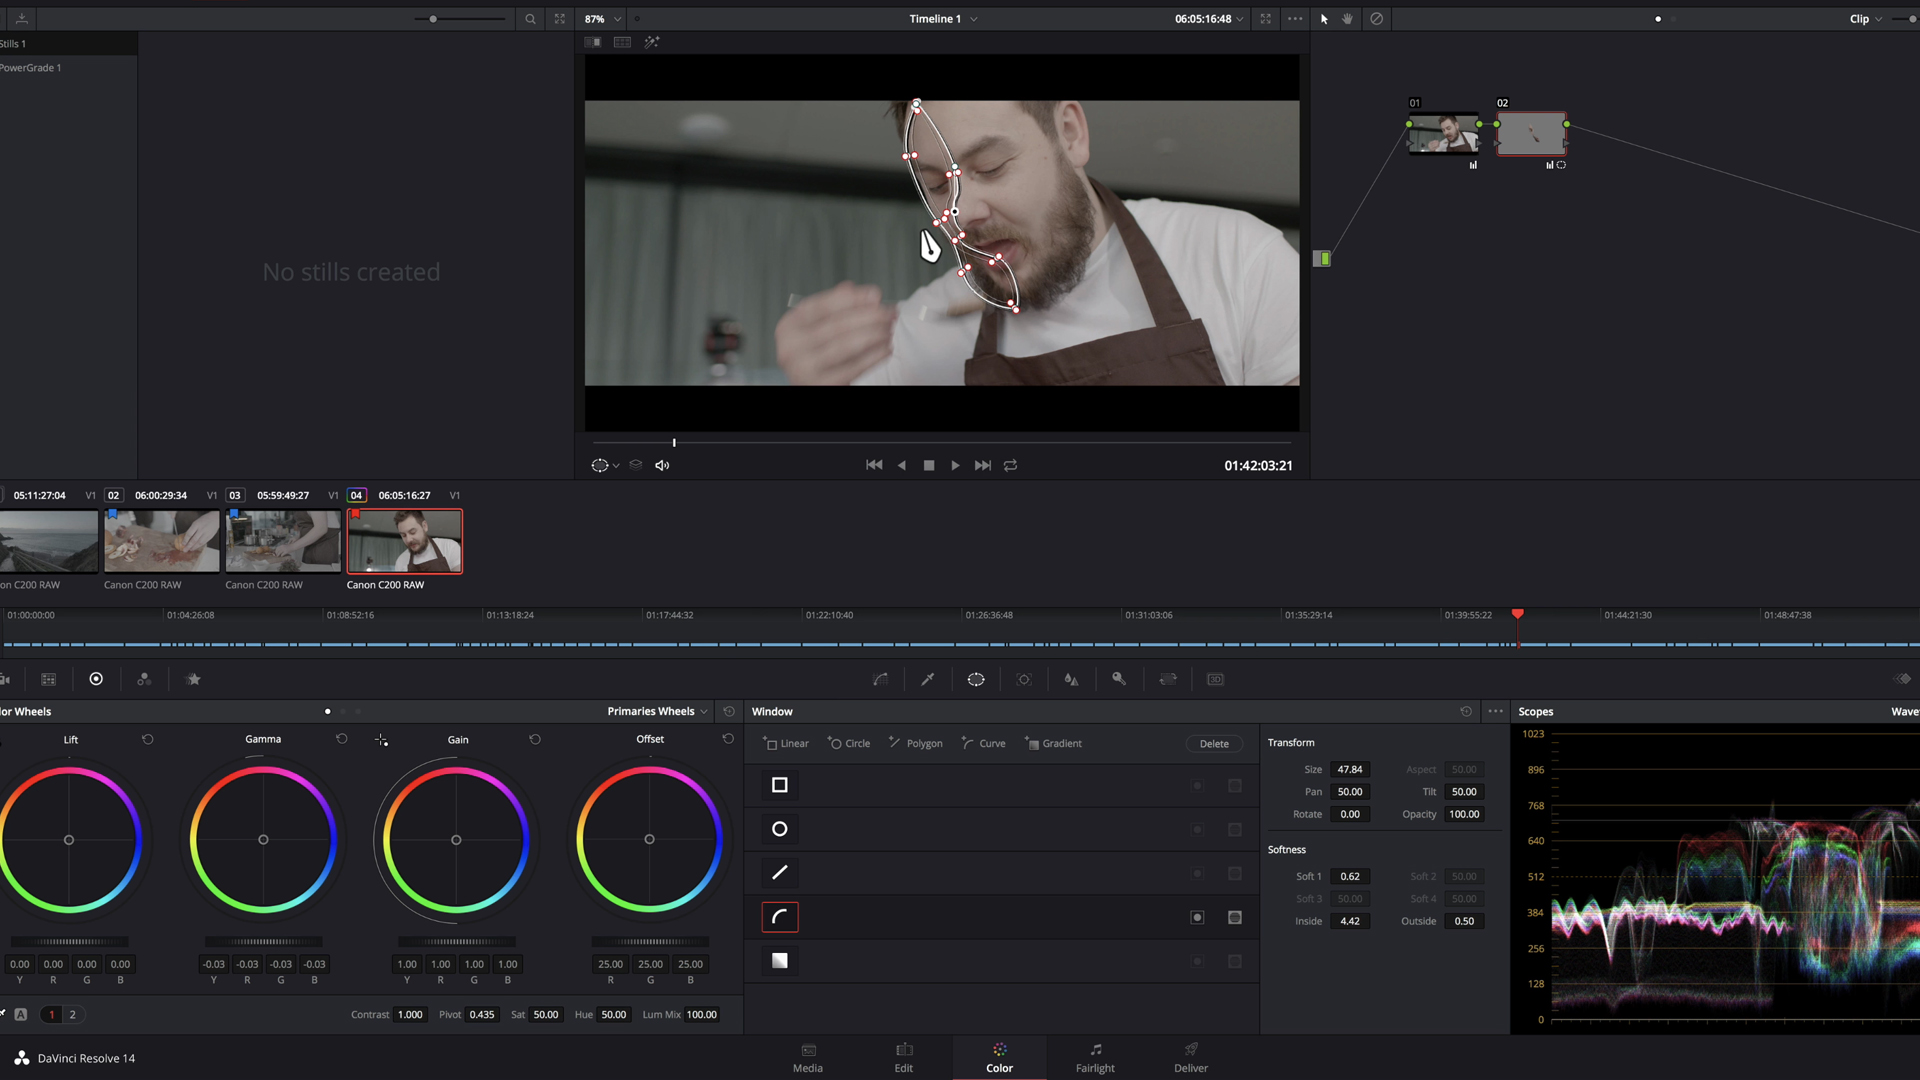 87%
Timeline 1
06:05:16:48
Clip
Stills 1
PowerGrade 1
01
02
No stills created
01:42:03:21
05:11:27:04 V1 02 06:00:29:34 V1 03 05:59:49:27 V1 04 06:05:16:27 V1
on C200 RAW Canon C200 RAW Canon C200 RAW Canon C200 RAW
01:00:00:00 01:04:26:08 01:08:52:16 01:13:18:24 01:17:44:32 01:22:10:40 01:26:36:48 01:31:03:06 01:35:29:14 01:39:55:22 01:44:21:30 01:48:47:38
3D
lor Wheels
Primaries Wheels
Lift
Gamma
Gain
Offset
0.00 0.00 0.00 0.00
Y R G B
-0.03 -0.03 -0.03 -0.03
Y R G B
1.00 1.00 1.00 1.00
Y R G B
25.00 25.00 25.00
R G B
A 1 2
Contrast 1.000 Pivot 0.435 Sat 50.00 Hue 50.00 Lum Mix 100.00
Window
Linear Circle Polygon Curve Gradient Delete
Transform
Size 47.84 Aspect 50.00
Pan 50.00 Tilt 50.00
Rotate 0.00 Opacity 100.00
Softness
Soft 1 0.62 Soft 2 50.00
Soft 3 50.00 Soft 4 50.00
Inside 4.42 Outside 0.50
Scopes
Wavef
1023
896
768
640
512
384
256
128
0
DaVinci Resolve 14
Media
Edit
Color
Fairlight
Deliver